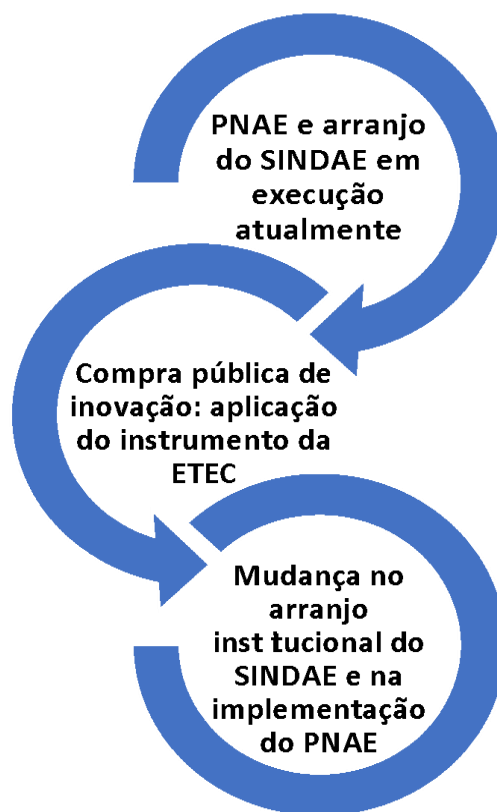 PNAE e arranjo
do SINDAE em
execução
atualmente
Compra pública de
inovação: aplicação
do instrumento da
ETEC
Mudança no
arranjo
inst tucional do
SINDAE e na
implementação
do PNAE